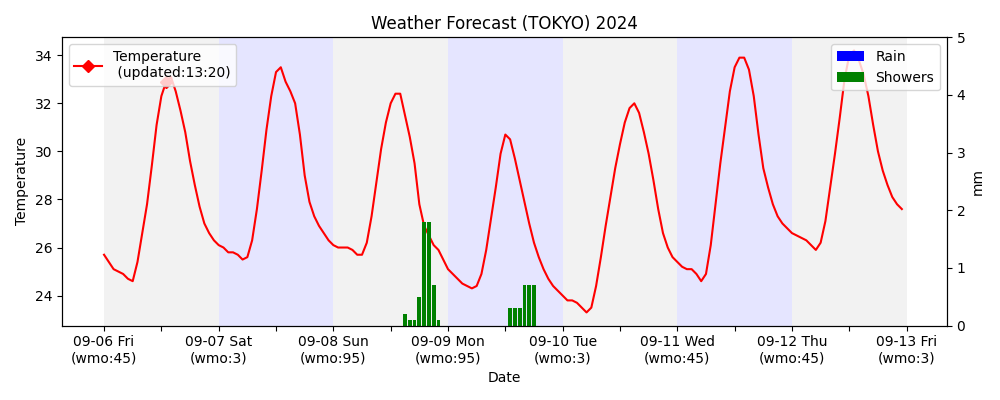 Weather Forecast (TOKYO) 2024
Temperature
(updated:13:20)
Rain
Showers
34
32
30
28
26
24
Temperature
5
4
3
2
1
0
mm
09-06 Fri
(wmo:45)
09-07 Sat
(wmo:3)
09-08 Sun
(wmo:95)
09-09 Mon
(wmo:95)
09-10 Tue
(wmo:3)
09-11 Wed
(wmo:45)
09-12 Thu
(wmo:45)
09-13 Fri
(wmo:3)
Date